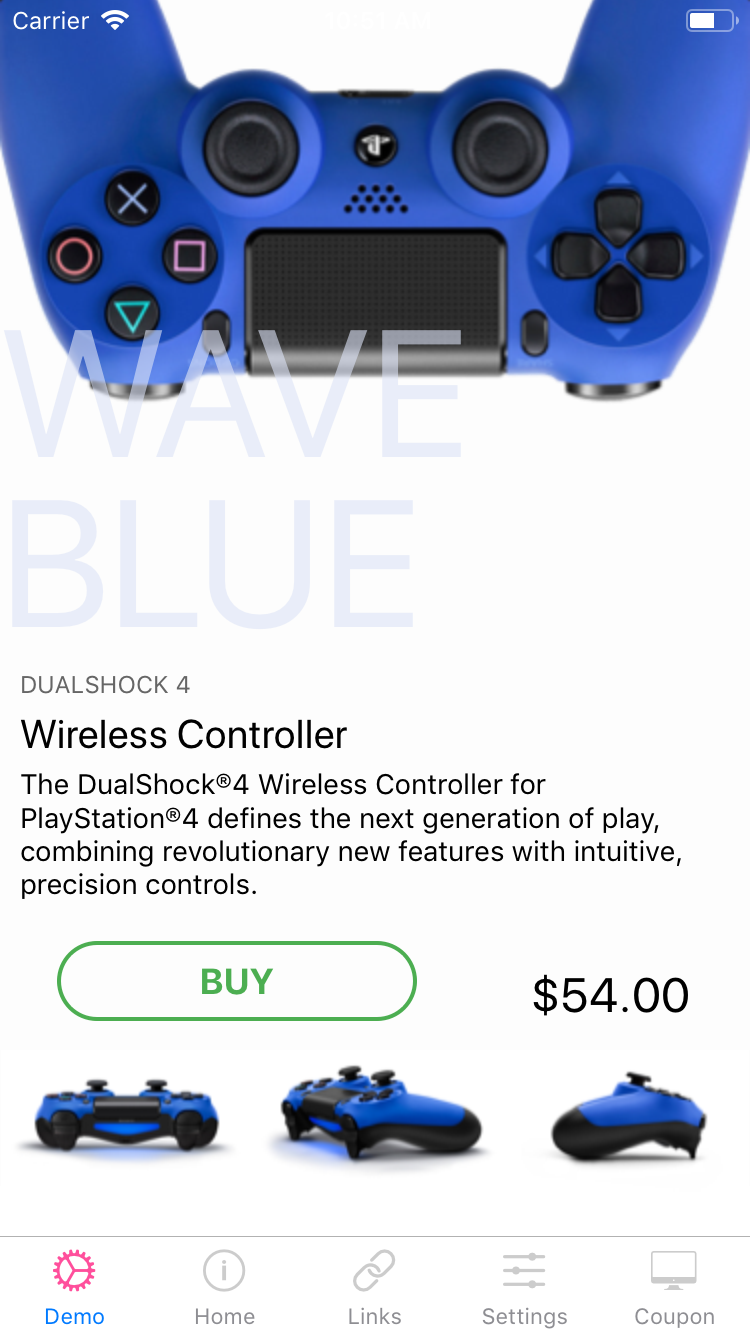 Carrier
WAVE
BLUE
DUALSHOCK 4
Wireless Controller
The DualShock®4 Wireless Controller for
PlayStation®4 defines the next generation of play,
combining revolutionary new features with intuitive,
precision controls.
BUY
$54.00
Demo
Home
Links
Settings
Coupon